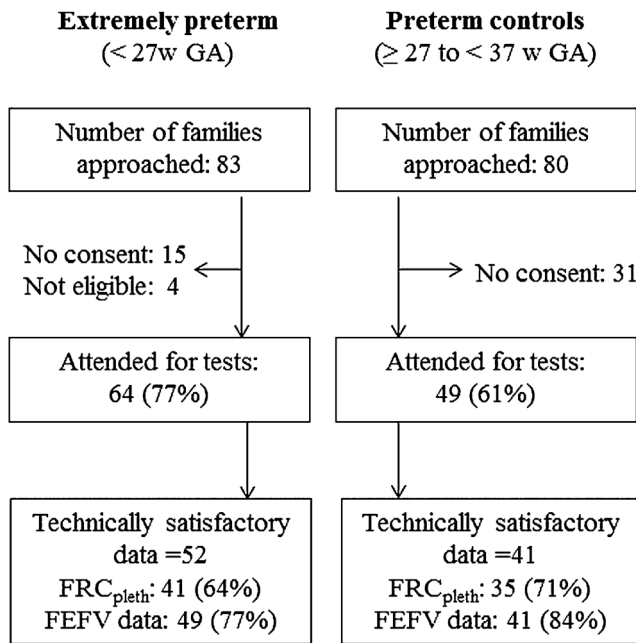 Extremely preterm
(< 27w GA)
Number of families
approached: 83
No consent: 15
Not eligible: 4
Attended for tests:
64 (77%)
Technically satisfactory
data =52
FRCpleth: 41 (64%)
FEFV data: 49 (77%)
Preterm controls
(≥ 27 to < 37 w GA)
Number of families
approached: 80
No consent: 31
Attended for tests:
49 (61%)
Technically satisfactory
data =41
FRCpleth: 35 (71%)
FEFV data: 41 (84%)